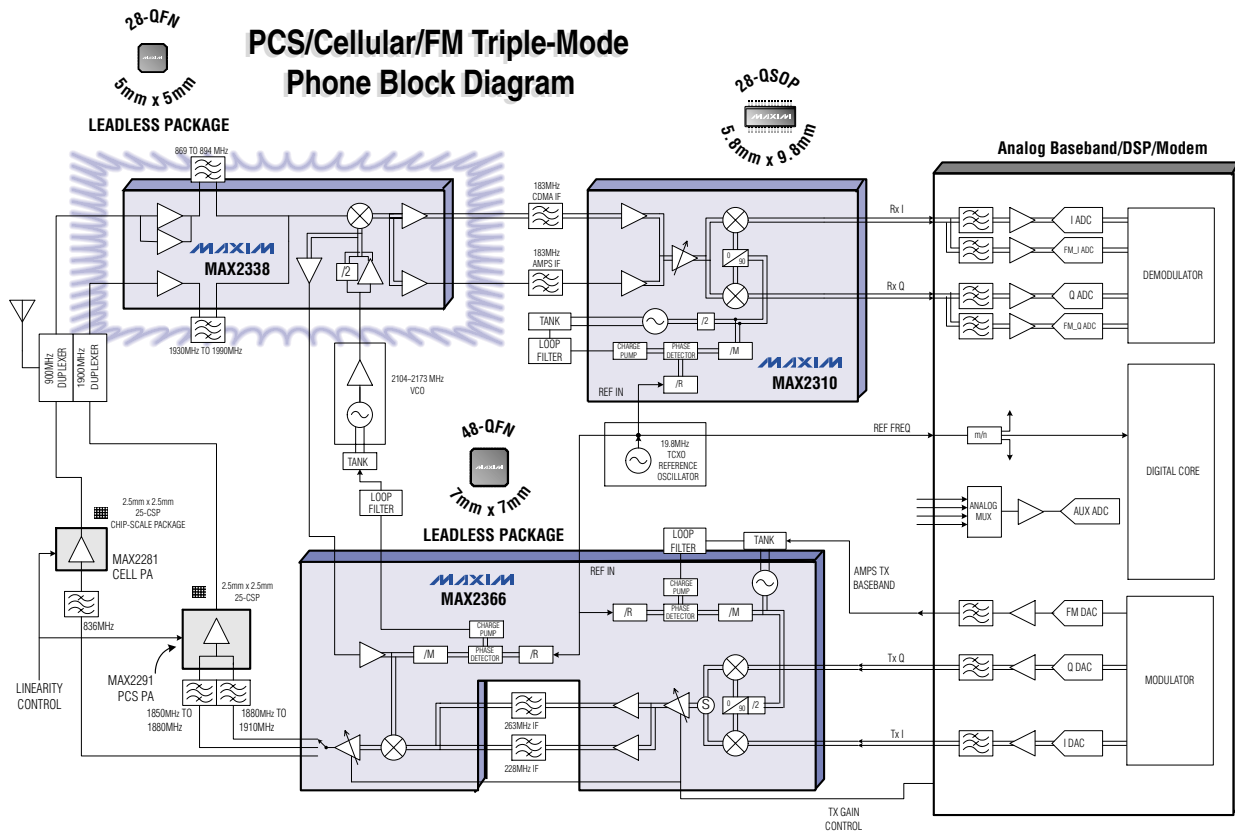 28-QFN
5mm x 5mm
LEADLESS PACKAGE
PCS/Cellular/FM Triple-Mode
Phone Block Diagram
28-QSOP
MAXIM
5.8mm x 9.8mm
Analog Baseband/DSP/Modem
869 TO 894 MHz
MAXIM
MAX2338
/2
1930MHz TO 1990MHz
183MHz
CDMA IF
183MHz
AMPS IF
0
90
TANK
/2
LOOP
FILTER
CHARGE
PUMP
PHASE
DETECTOR
/M
/R
MAXIM
MAX2310
REF IN
Rx I
Rx Q
I ADC
FM_I ADC
Q ADC
FM_Q ADC
DEMODULATOR
900MHz
DUPLEXER
1900MHz
DUPLEXER
2104–2173 MHz
VCO
TANK
LOOP
FILTER
48-QFN
MAXIM
7mm x 7mm
LEADLESS PACKAGE
19.8MHz
TCXO
REFERENCE
OSCILLATOR
REF FREQ
m/n
DIGITAL CORE
ANALOG
MUX
AUX ADC
2.5mm x 2.5mm
25-CSP
CHIP-SCALE PACKAGE
MAX2281
CELL PA
836MHz
2.5mm x 2.5mm
25-CSP
MAX2291
PCS PA
LINEARITY
CONTROL
1850MHz TO
1880MHz
1880MHz TO
1910MHz
MAXIM
MAX2366
REF IN
LOOP
FILTER
TANK
CHARGE
PUMP
/R
PHASE
DETECTOR
/M
CHARGE
PUMP
/M
PHASE
DETECTOR
/R
263MHz IF
228MHz IF
S
0
90
/2
AMPS TX
BASEBAND
FM DAC
Tx Q
Q DAC
MODULATOR
Tx I
I DAC
TX GAIN
CONTROL